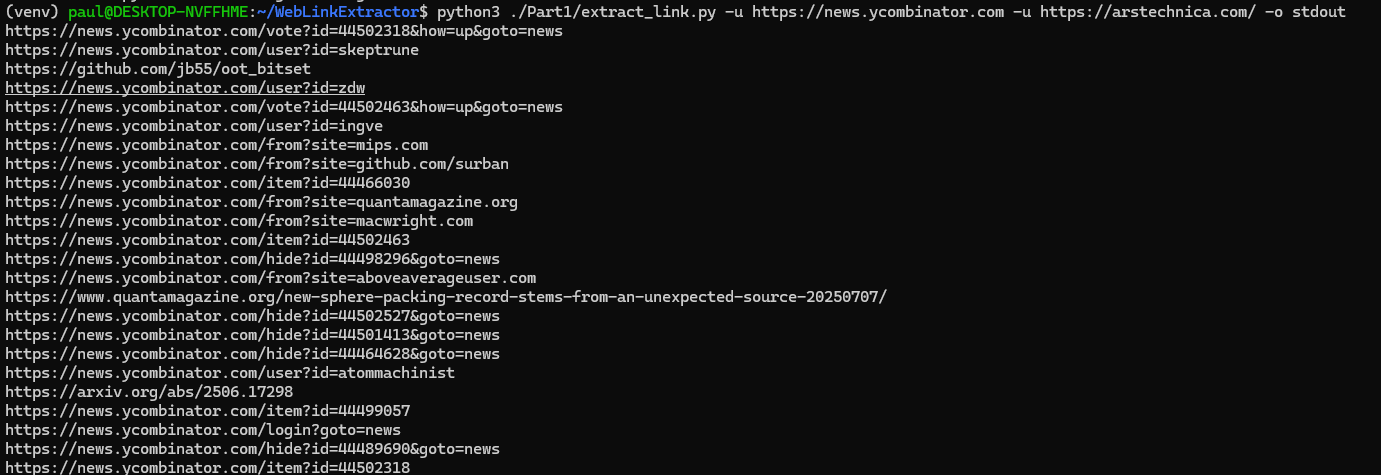 (venv) paul@DESKTOP-NVFFHME:~/WebLinkExtractor$ python3 ./Part1/extract_link.py -u https://news.ycombinator.com -u https://arstechnica.com/ -o stdout
https://news.ycombinator.com/vote?id=44502318&how=up&goto=news
https://news.ycombinator.com/user?id=skeptrune
https://github.com/jb55/oot_bitset
https://news.ycombinator.com/user?id=zdw
https://news.ycombinator.com/vote?id=44502463&how=up&goto=news
https://news.ycombinator.com/user?id=ingve
https://news.ycombinator.com/from?site=mips.com
https://news.ycombinator.com/from?site=github.com/surban
https://news.ycombinator.com/item?id=44466030
https://news.ycombinator.com/from?site=quantamagazine.org
https://news.ycombinator.com/from?site=macwright.com
https://news.ycombinator.com/item?id=44502463
https://news.ycombinator.com/hide?id=44498296&goto=news
https://news.ycombinator.com/from?site=aboveaverageuser.com
https://www.quantamagazine.org/new-sphere-packing-record-stems-from-an-unexpected-source-20250707/
https://news.ycombinator.com/hide?id=44502527&goto=news
https://news.ycombinator.com/hide?id=44501413&goto=news
https://news.ycombinator.com/hide?id=44464628&goto=news
https://news.ycombinator.com/user?id=atommachinist
https://arxiv.org/abs/2506.17298
https://news.ycombinator.com/item?id=44499057
https://news.ycombinator.com/login?goto=news
https://news.ycombinator.com/hide?id=44489690&goto=news
https://news.ycombinator.com/item?id=44502318